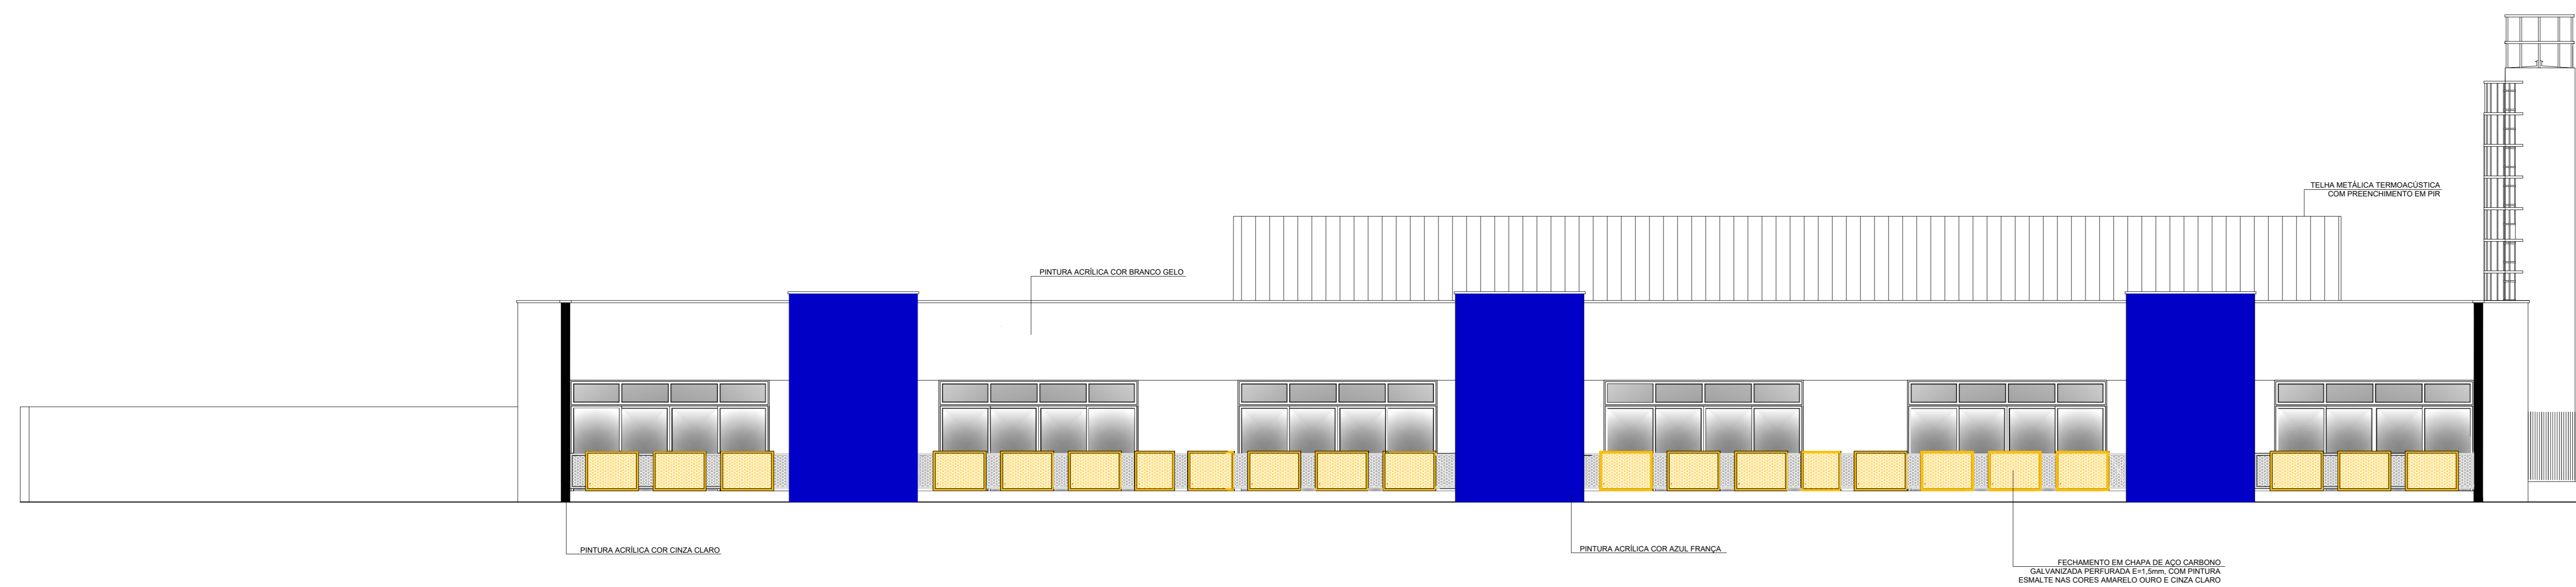 TELHA METÁLICA TERMOACÚSTICA
COM PREENCHIMENTO EM PIR
PINTURA ACRÍLICA COR BRANCO GELO
PINTURA ACRÍLICA COR CINZA CLARO
PINTURA ACRÍLICA COR AZUL FRANÇA
FECHAMENTO EM CHAPA DE AÇO CARBONO
GALVANIZADA PERFURADA E=1,5mm, COM PINTURA
ESMALTE NAS CORES AMARELO OURO E CINZA CLARO